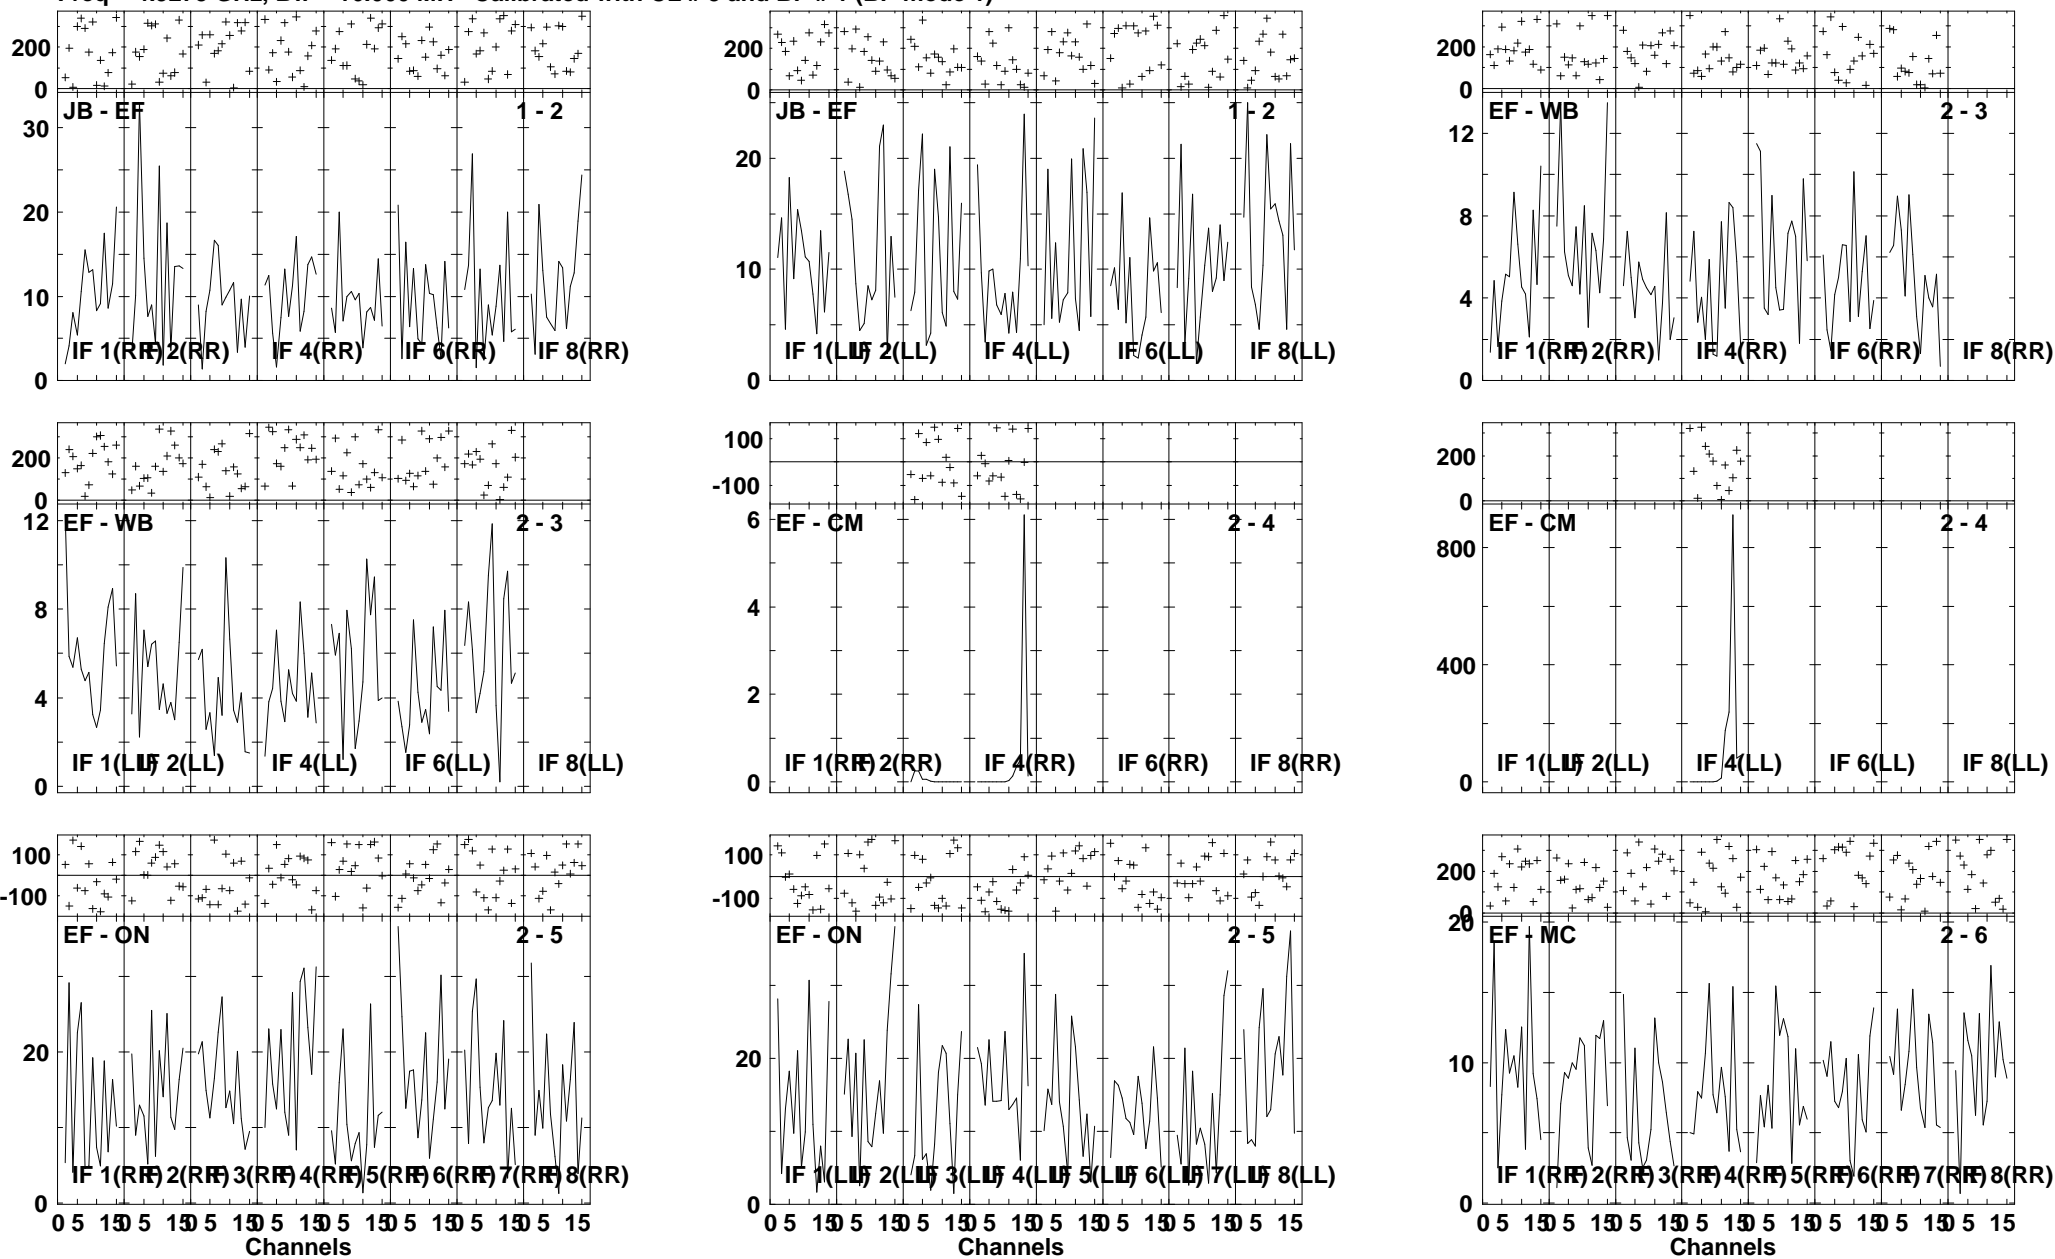 200
0
JB - EF 1 - 2
30
20
10
0
IF 1(RR) IF 2(RR) IF 4(RR) IF 6(RR) IF 8(RR)
200
0
JB - EF 1 - 2
20
10
0
IF 1(LL) IF 2(LL) IF 4(LL) IF 6(LL) IF 8(LL)
200
0
EF - WB 2 - 3
12
8
4
0
IF 1(RR) IF 2(RR) IF 4(RR) IF 6(RR) IF 8(RR)
200
0
EF - WB 2 - 3
12
8
4
0
IF 1(LL) IF 2(LL) IF 4(LL) IF 6(LL) IF 8(LL)
100
-100
EF - CM 2 - 4
6
4
2
0
IF 1(RR) IF 2(RR) IF 4(RR) IF 6(RR) IF 8(RR)
200
0
EF - CM 2 - 4
800
400
0
IF 1(LL) IF 2(LL) IF 4(LL) IF 6(LL) IF 8(LL)
100
-100
EF - ON 2 - 5
20
0
IF 1(RR) IF 2(RR) IF 3(RR) IF 4(RR) IF 5(RR) IF 6(RR) IF 7(RR) IF 8(RR)
0 5 15 0 5 15 0 5 15 0 5 15 0 5 15 0 5 15 0 5 15 0 5 15
Channels
100
-100
EF - ON 2 - 5
20
0
IF 1(LL) IF 2(LL) IF 3(LL) IF 4(LL) IF 5(LL) IF 6(LL) IF 7(LL) IF 8(LL)
0 5 15 0 5 15 0 5 15 0 5 15 0 5 15 0 5 15 0 5 15 0 5 15
Channels
200
0
EF - MC 2 - 6
20
10
0
IF 1(RR) IF 2(RR) IF 3(RR) IF 4(RR) IF 5(RR) IF 6(RR) IF 7(RR) IF 8(RR)
0 5 15 0 5 15 0 5 15 0 5 15 0 5 15 0 5 15 0 5 15 0 5 15
Channels